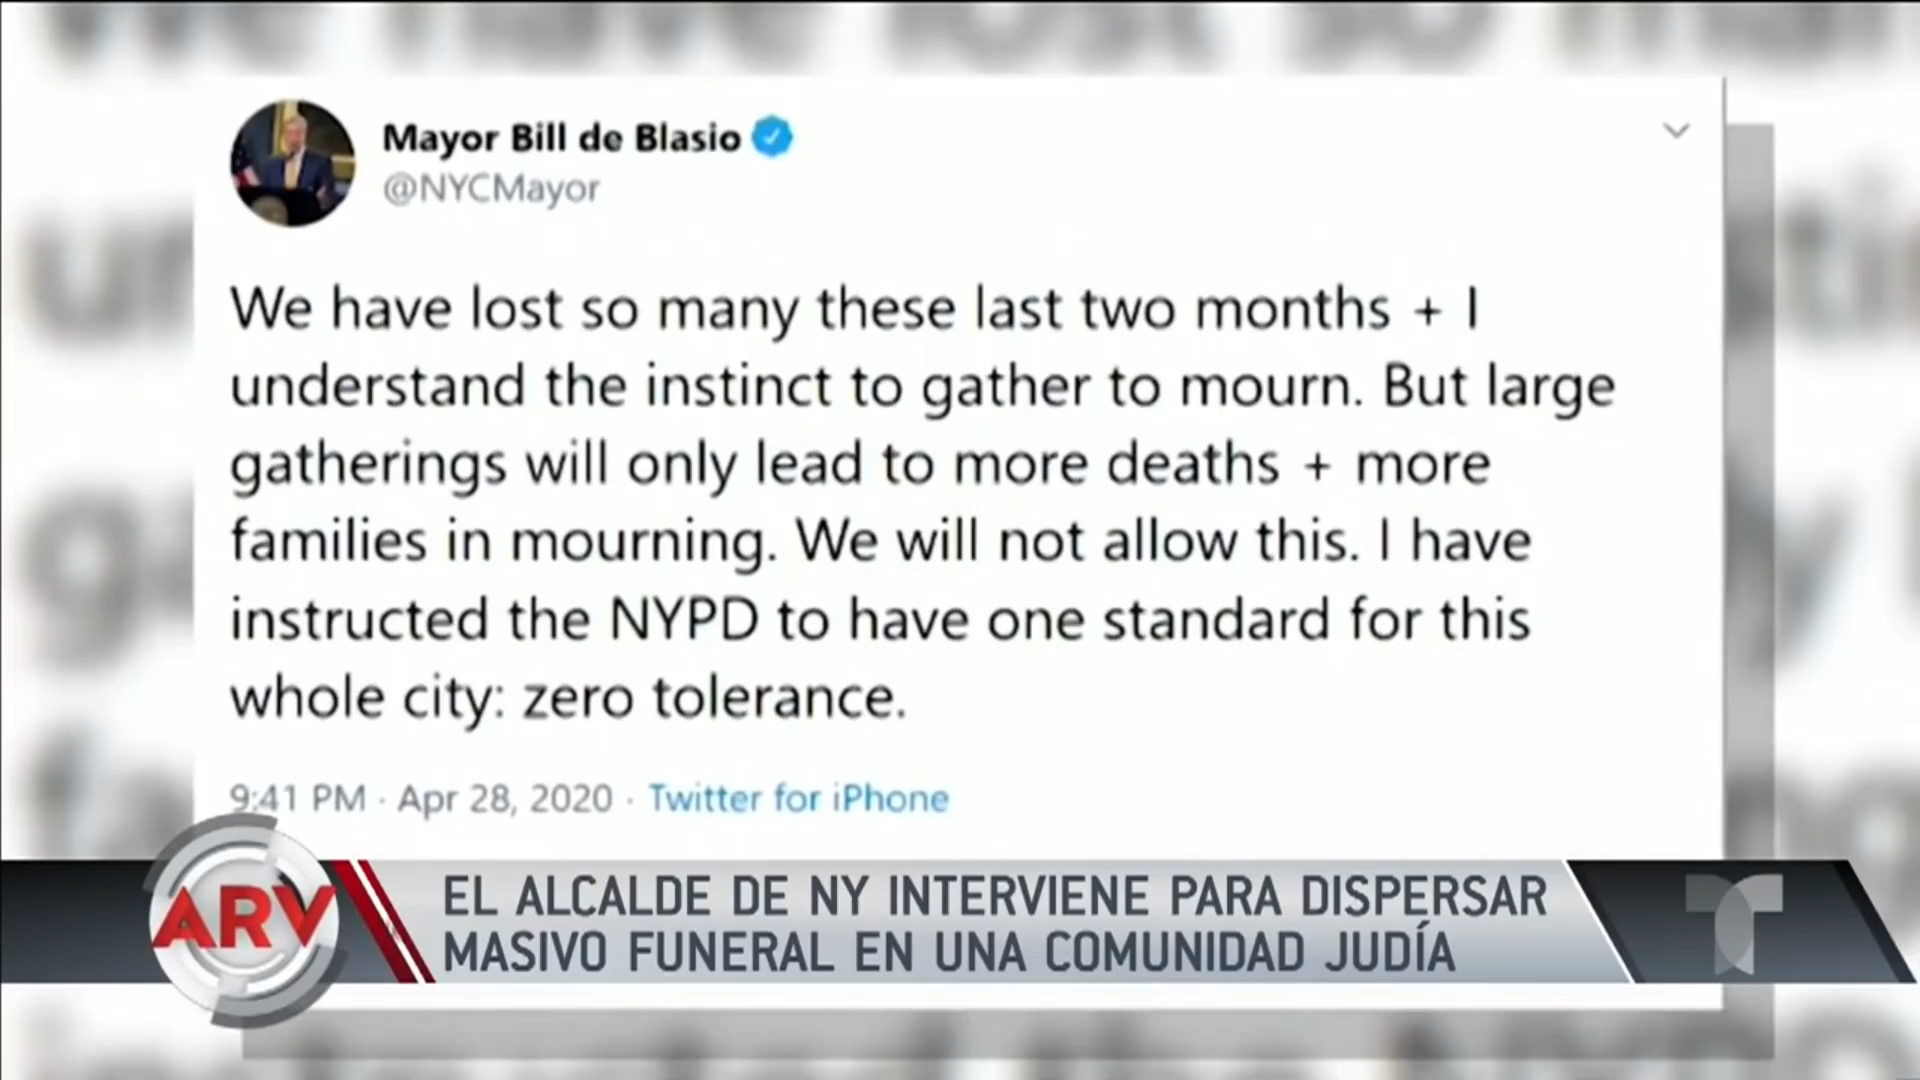 Mayor Bill de Blasio
@NYCMayor
We have lost so many these last two months + I
understand the instinct to gather to mourn. But large
gatherings will only lead to more deaths + more
families in mourning. We will not allow this. I have
instructed the NYPD to have one standard for this
whole city: zero tolerance.
9:41 PM · Apr 28, 2020 · Twitter for iPhone
ARV
EL ALCALDE DE NY INTERVIENE PARA DISPERSAR
MASIVO FUNERAL EN UNA COMUNIDAD JUDÍA
T